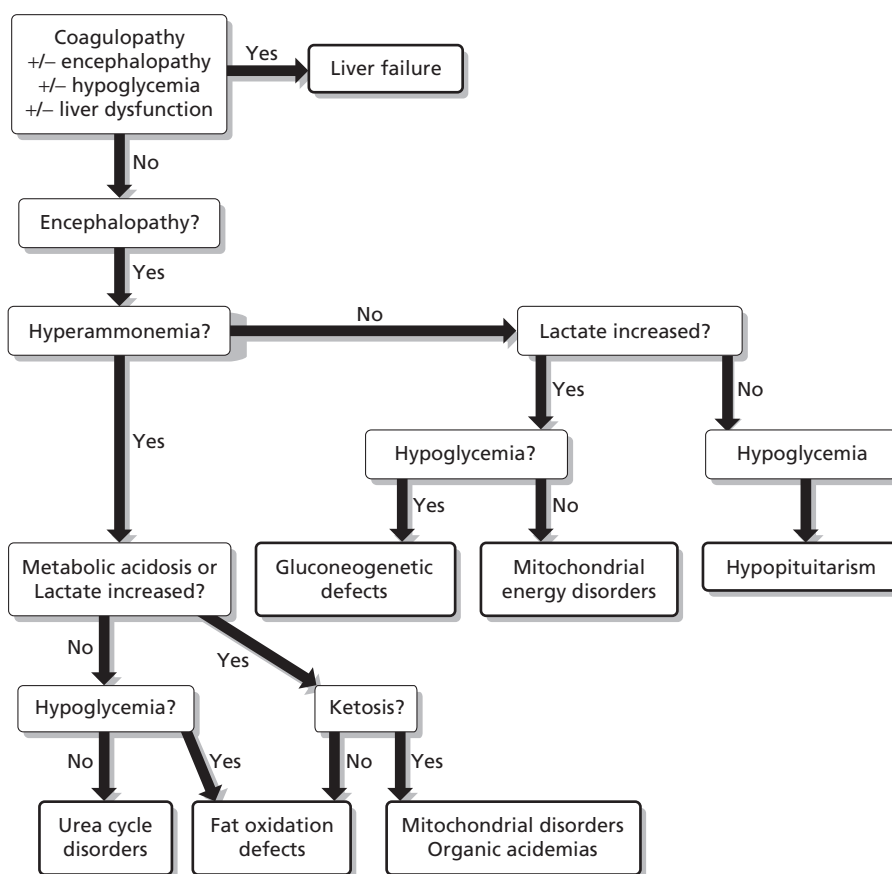 Coagulopathy
+/– encephalopathy
+/– hypoglycemia
+/– liver dysfunction
Yes
Liver failure
No
Encephalopathy?
Yes
Hyperammonemia?
No
Lactate increased?
Yes
Yes
No
Hypoglycemia?
Hypoglycemia
Yes
No
Metabolic acidosis or
Lactate increased?
Gluconeogenetic
defects
Mitochondrial
energy disorders
Hypopituitarism
No
Yes
Hypoglycemia?
Ketosis?
No
Yes
No
Yes
Urea cycle
disorders
Fat oxidation
defects
Mitochondrial disorders
Organic acidemias